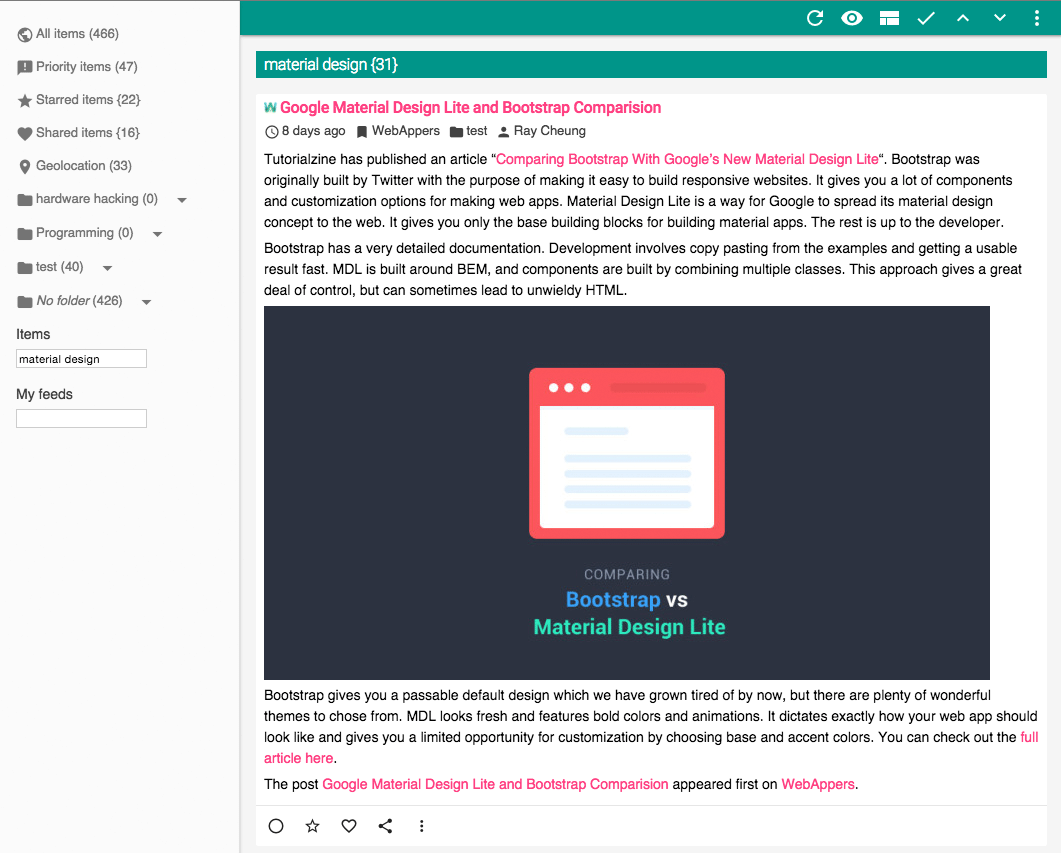 All items (466)
Priority items (47)
Starred items {22}
Shared items {16}
Geolocation (33)
hardware hacking (0)
Programming (0)
test (40)
No folder (426)
Items
material design
My feeds
material design {31}
W Google Material Design Lite and Bootstrap Comparision
8 days ago WebAppers test Ray Cheung
Tutorialzine has published an article “Comparing Bootstrap With Google’s New Material Design Lite“. Bootstrap was
originally built by Twitter with the purpose of making it easy to build responsive websites. It gives you a lot of components
and customization options for making web apps. Material Design Lite is a way for Google to spread its material design
concept to the web. It gives you only the base building blocks for building material apps. The rest is up to the developer.
Bootstrap has a very detailed documentation. Development involves copy pasting from the examples and getting a usable
result fast. MDL is built around BEM, and components are built by combining multiple classes. This approach gives a great
deal of control, but can sometimes lead to unwieldy HTML.
COMPARING
Bootstrap vs
Material Design Lite
Bootstrap gives you a passable default design which we have grown tired of by now, but there are plenty of wonderful
themes to chose from. MDL looks fresh and features bold colors and animations. It dictates exactly how your web app should
look like and gives you a limited opportunity for customization by choosing base and accent colors. You can check out the full
article here.
The post Google Material Design Lite and Bootstrap Comparision appeared first on WebAppers.